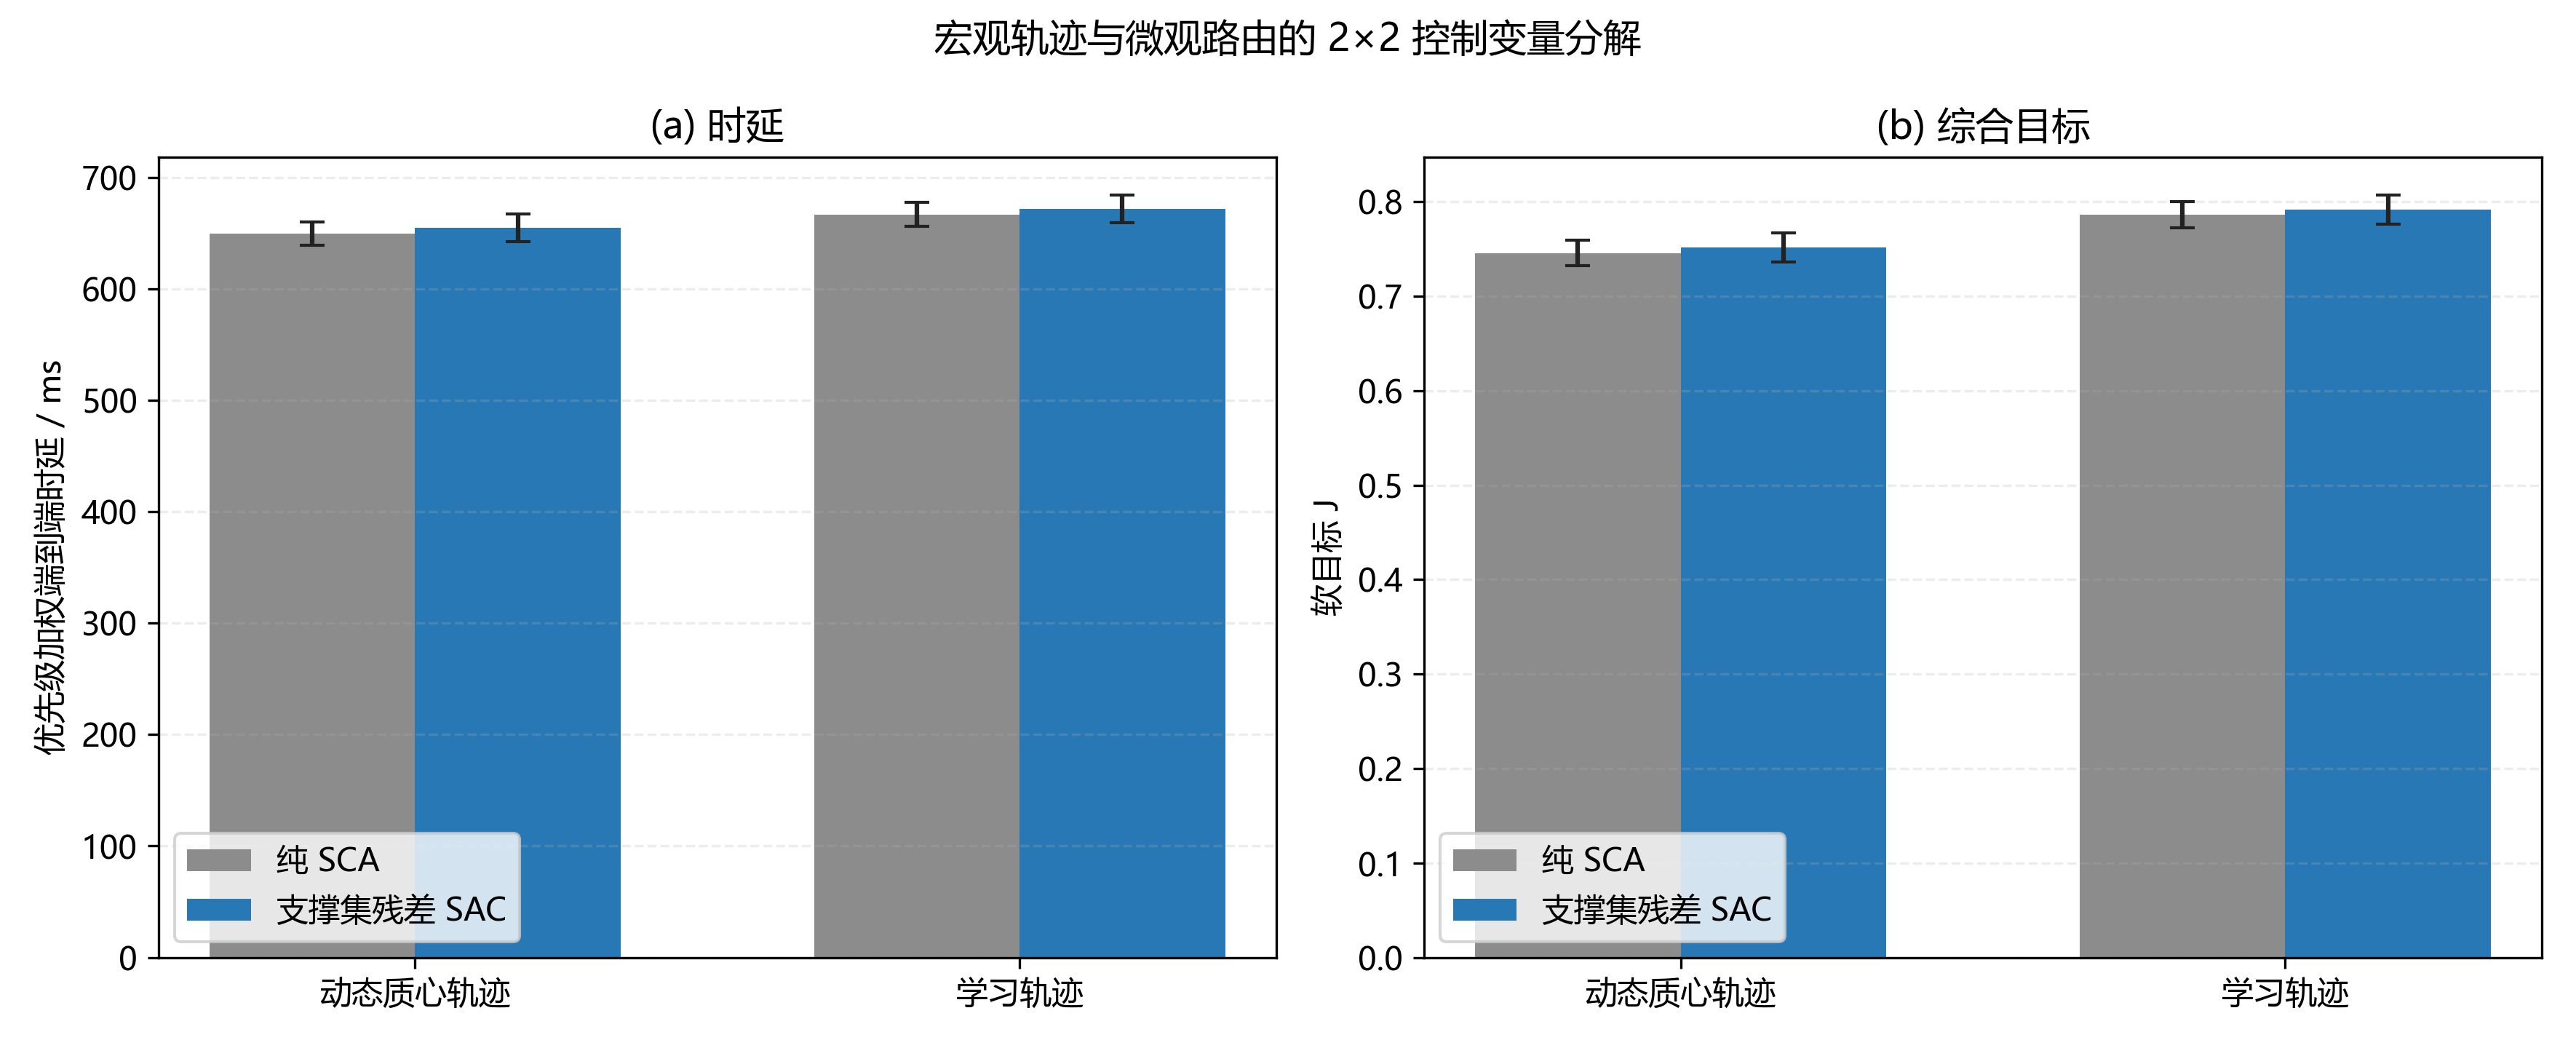 宏观轨迹与微观路由的 2×2 控制变量分解
(a) 时延
优先级加权端到端时延 / ms
700
600
500
400
300
200
100
0
纯 SCA
支撑集残差 SAC
动态质心轨迹
学习轨迹
(b) 综合目标
软目标 J
0.8
0.7
0.6
0.5
0.4
0.3
0.2
0.1
0.0
纯 SCA
支撑集残差 SAC
动态质心轨迹
学习轨迹